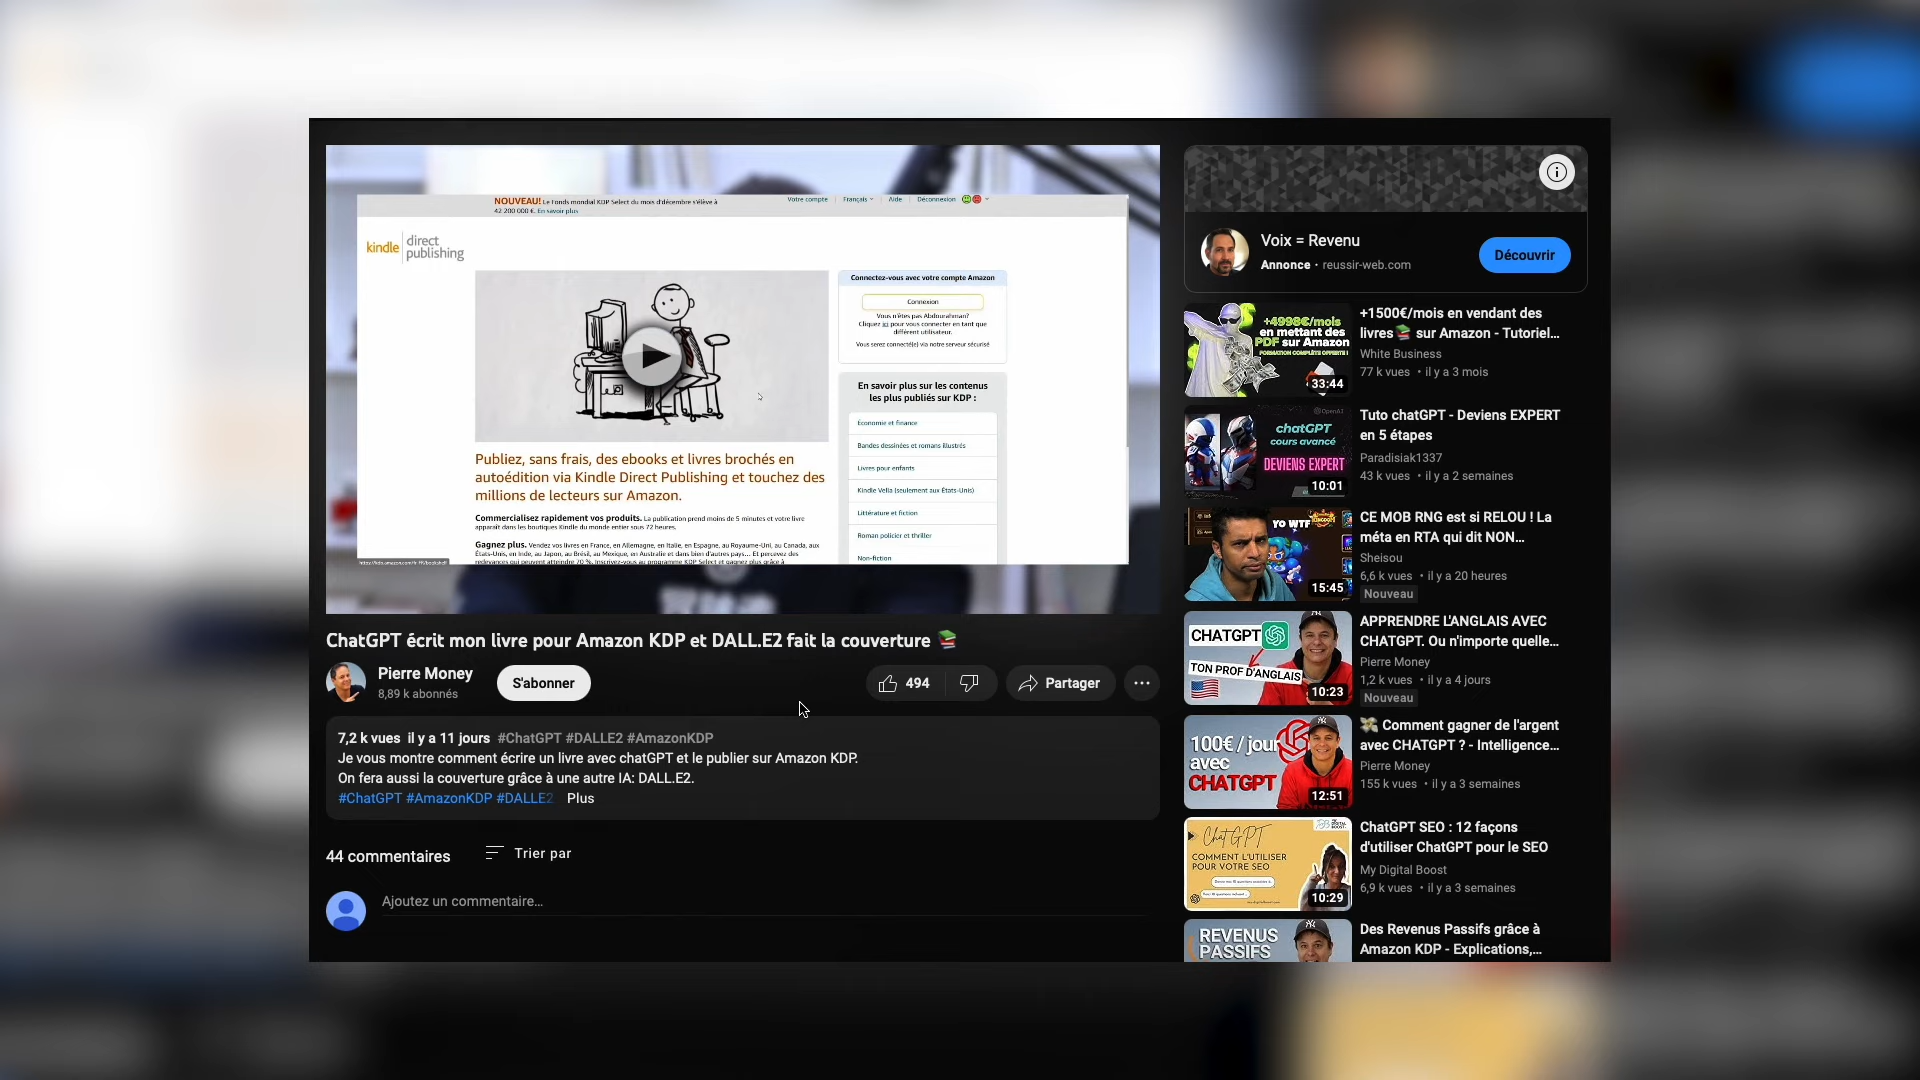 NOUVEAU! Le Fonds mondial KDP Select du mois d'décembre s'élève à
42 200 000 €. En savoir plus
Votre compte
Français
Aide
Déconnexion
kindle direct publishing
Connectez-vous avec votre compte Amazon
Connexion
Vous n'êtes pas Abdourahman?
Cliquez ici pour vous connecter en tant que
différent utilisateur.
Vous serez connecté(e) via notre serveur sécurisé
En savoir plus sur les contenus
les plus publiés sur KDP :
Economie et finance
Bandes dessinées et romans illustrés
Livres pour enfants
Kindle Vella (seulement aux États-Unis)
Littérature et fiction
Roman policier et thriller
Non-fiction
Publiez, sans frais, des ebooks et livres brochés en
autoédition via Kindle Direct Publishing et touchez des
millions de lecteurs sur Amazon.
Commercialisez rapidement vos produits. La publication prend moins de 5 minutes et votre livre
apparaît dans les boutiques Kindle du monde entier sous 72 heures.
Gagnez plus. Vendez vos livres en France, en Allemagne, en Italie, en Espagne, au Royaume-Uni, au Canada, aux
États-Unis, en Inde, au Japon, au Brésil, au Mexique, en Australie et dans bien d'autres pays... Et percevez des
redevances qui peuvent atteindre 70 %. Inscrivez-vous au programme KDP Select et gagnez plus grâce à
ChatGPT écrit mon livre pour Amazon KDP et DALL.E2 fait la couverture 📚
Pierre Money
8,89 k abonnés
S'abonner
494
Partager
7,2 k vues il y a 11 jours #ChatGPT #DALLE2 #AmazonKDP
Je vous montre comment écrire un livre avec chatGPT et le publier sur Amazon KDP.
On fera aussi la couverture grâce à une autre IA: DALL.E2.
#ChatGPT #AmazonKDP #DALLE2 Plus
44 commentaires
Trier par
Ajoutez un commentaire...
Voix = Revenu
Annonce • reussir-web.com
Découvrir
+4998€/mois
en mettant des
PDF sur Amazon
FORMATION COMPLÈTE OFFERTE !
33:44
+1500€/mois en vendant des
livres📚 sur Amazon - Tutoriel...
White Business
77 k vues • il y a 3 mois
OpenAI
chatGPT
cours avancé
DEVIENS EXPERT
10:01
Tuto chatGPT - Deviens EXPERT
en 5 étapes
Paradisiak1337
43 k vues • il y a 2 semaines
YO WTF
15:45
CE MOB RNG est si RELOU ! La
méta en RTA qui dit NON...
Sheisou
6,6 k vues • il y a 20 heures
Nouveau
CHATGPT
TON PROF D'ANGLAIS
10:23
APPRENDRE L'ANGLAIS AVEC
CHATGPT. Ou n'importe quelle...
Pierre Money
1,2 k vues • il y a 4 jours
Nouveau
100€ / jour
avec
CHATGPT
12:51
💸 Comment gagner de l'argent
avec CHATGPT ? - Intelligence...
Pierre Money
155 k vues • il y a 3 semaines
ChatGPT
COMMENT L'UTILISER
POUR VOTRE SEO
10:29
ChatGPT SEO : 12 façons
d'utiliser ChatGPT pour le SEO
My Digital Boost
6,9 k vues • il y a 3 semaines
REVENUS
PASSIFS
Des Revenus Passifs grâce à
Amazon KDP - Explications,...